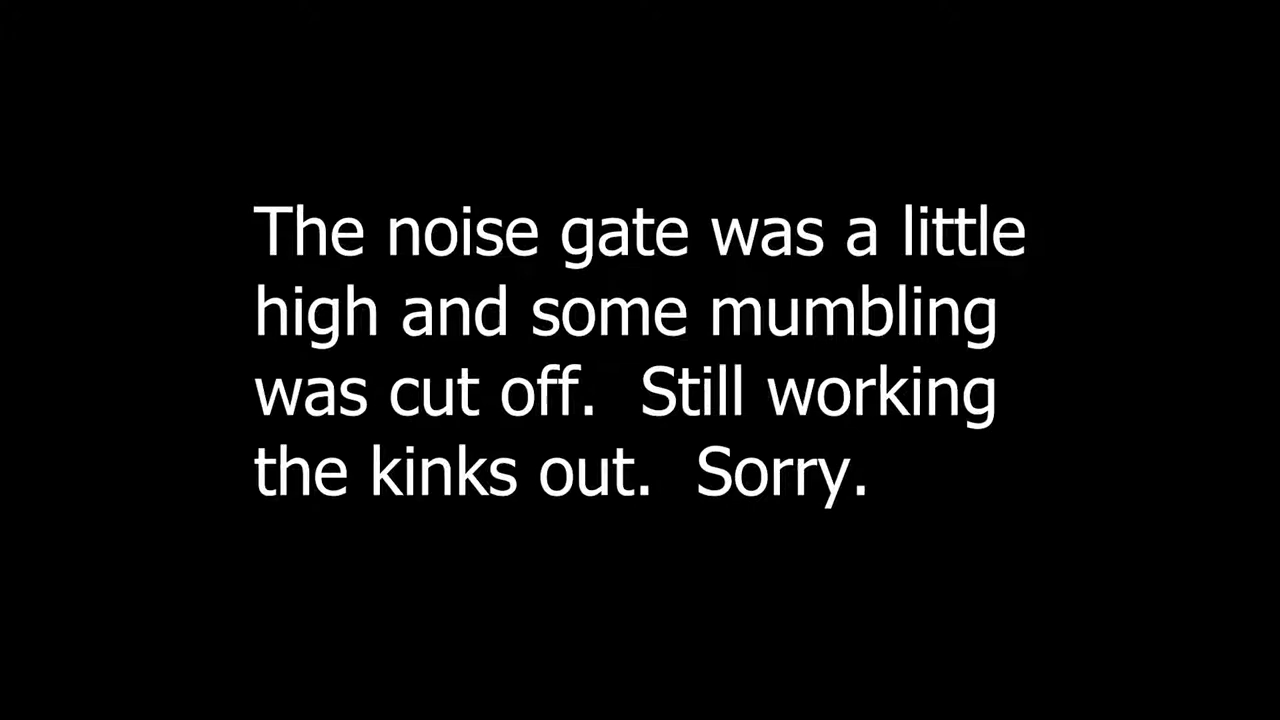 The noise gate was a little
high and some mumbling
was cut off.  Still working
the kinks out.  Sorry.